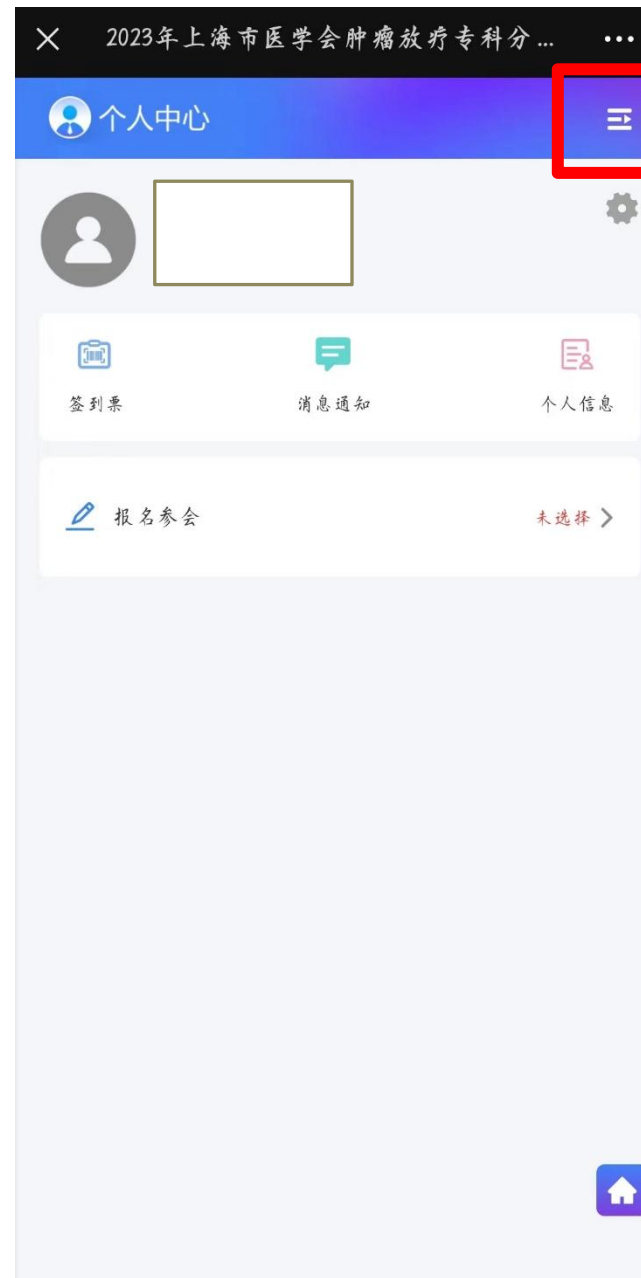 2023年上海市医学会肿瘤放疗专科分...
个人中心
签到票
消息通知
个人信息
报名参会
未选择